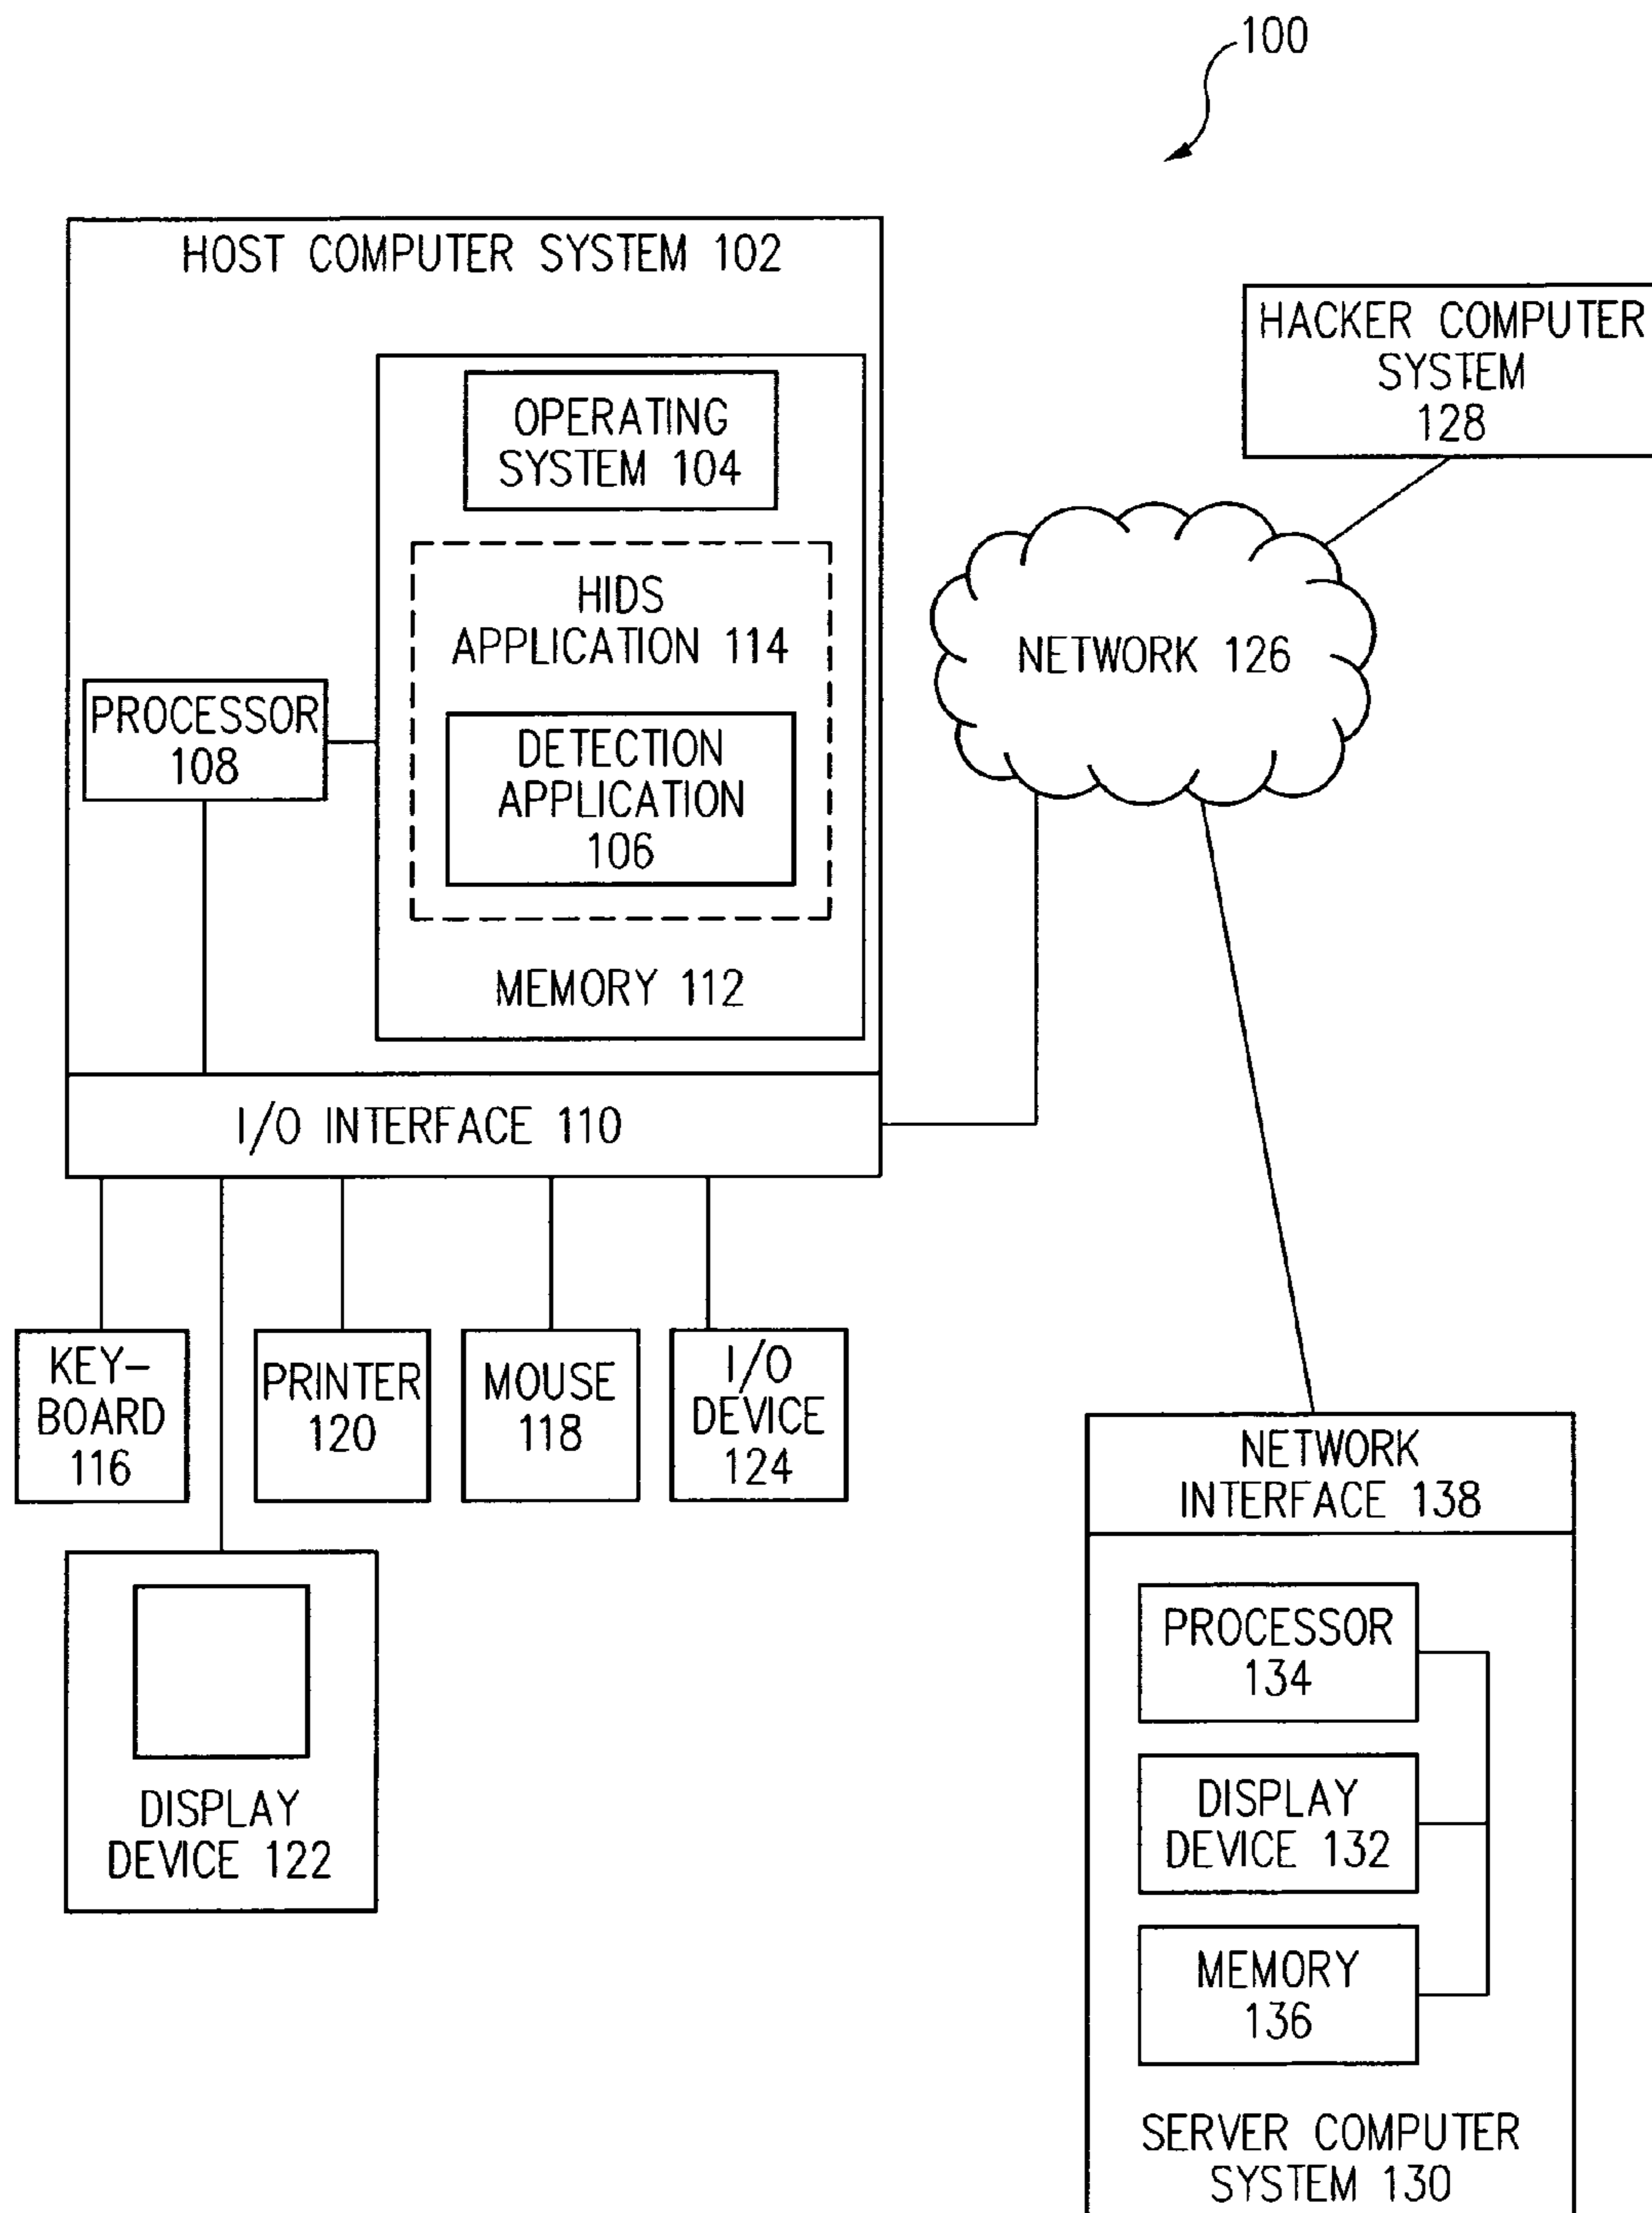 100
HOST COMPUTER SYSTEM 102
OPERATING
SYSTEM 104
HIDS
APPLICATION 114
PROCESSOR
108
DETECTION
APPLICATION
106
MEMORY 112
I/O INTERFACE 110
HACKER COMPUTER
SYSTEM
128
NETWORK 126
KEY-
BOARD
116
PRINTER
120
MOUSE
118
I/O
DEVICE
124
DISPLAY
DEVICE 122
NETWORK
INTERFACE 138
PROCESSOR
134
DISPLAY
DEVICE 132
MEMORY
136
SERVER COMPUTER
SYSTEM 130